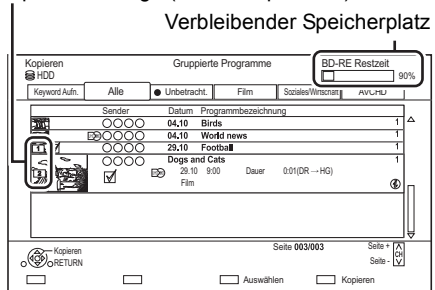 Verbleibender Speicherplatz
Kopieren
HDD
Gruppierte Programme
BD-RE Restzeit
90%
Keyword Aufn.
Alle
Unbetracht.
Film
Soziales/Wirtschaft
AVCHD
Sender
Datum
Programmbezeichnung
04.10
Birds
1
04.10
World news
1
29.10
Football
1
1
Dogs and Cats
1
29.10
9:00
Dauer
0:01(DR → HG)
2
Film
Seite 003/003
Seite +
CH
Seite -
Kopieren
RETURN
Auswählen
Kopieren